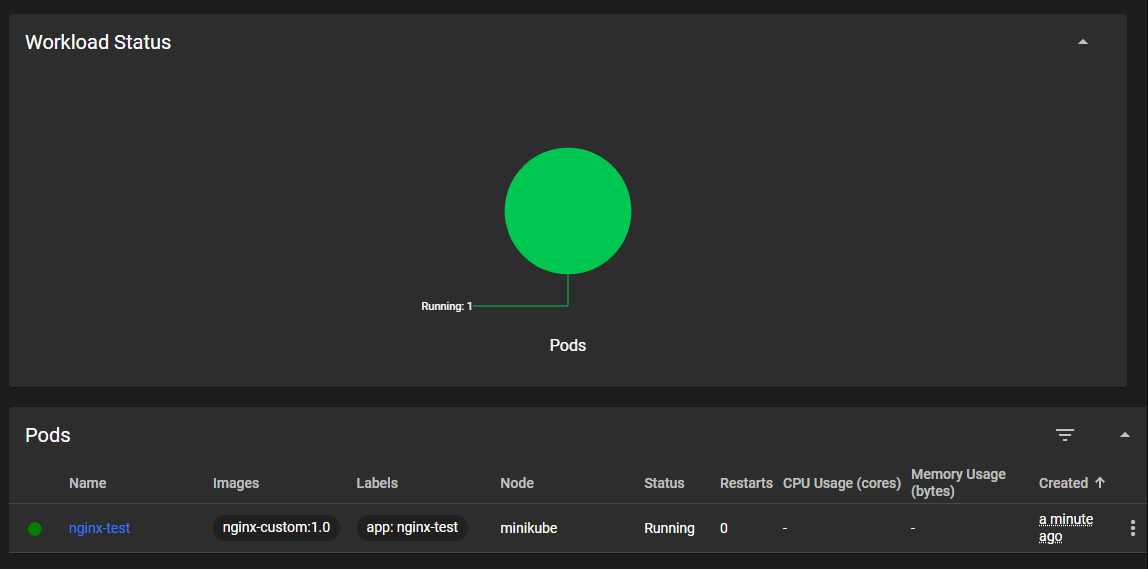 Workload Status
Running: 1
Pods
Pods
Name Images Labels Node Status Restarts CPU Usage (cores) Memory Usage (bytes) Created
nginx-test nginx-custom:1.0 app: nginx-test minikube Running 0 - - a minute ago